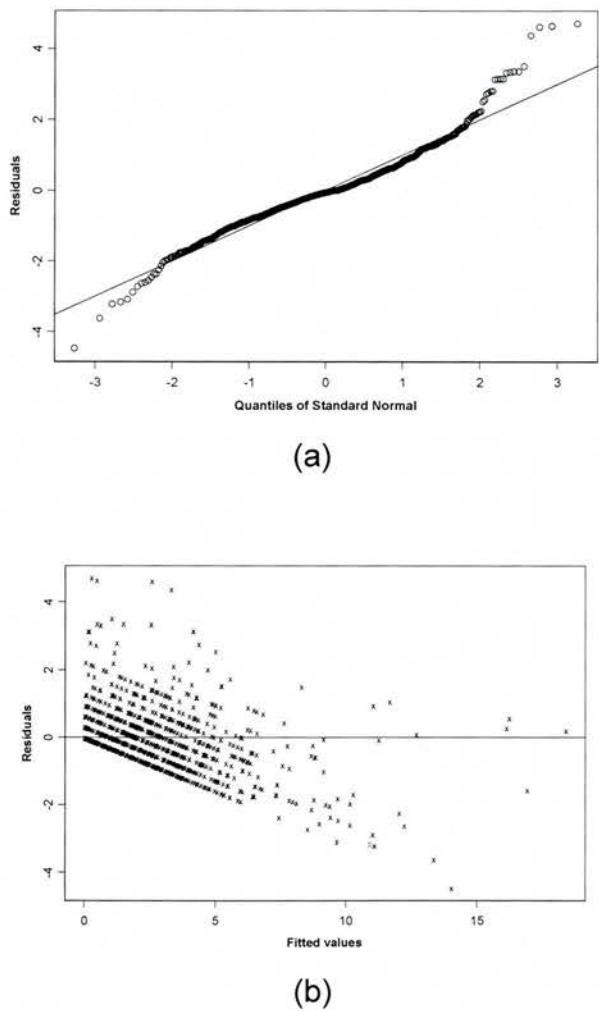 4
2
0
-2
-4
Residuals
-3 -2 -1 0 1 2 3
Quantiles of Standard Normal
(a)
4
2
0
-2
-4
Residuals
0 5 10 15
Fitted values
(b)